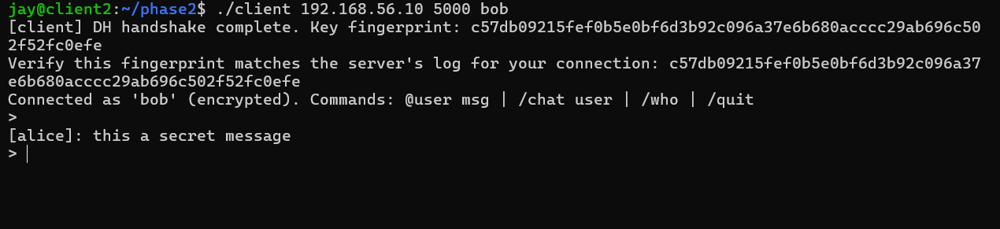 jay@client2:~/phase2$ ./client 192.168.56.10 5000 bob
[client] DH handshake complete. Key fingerprint: c57db09215fef0b5e0bf6d3b92c096a37e6b680acccc29ab696c50
2f52fc0efe
Verify this fingerprint matches the server's log for your connection: c57db09215fef0b5e0bf6d3b92c096a37
e6b680acccc29ab696c502f52fc0efe
Connected as 'bob' (encrypted). Commands: @user msg | /chat user | /who | /quit
>
[alice]: this a secret message
>